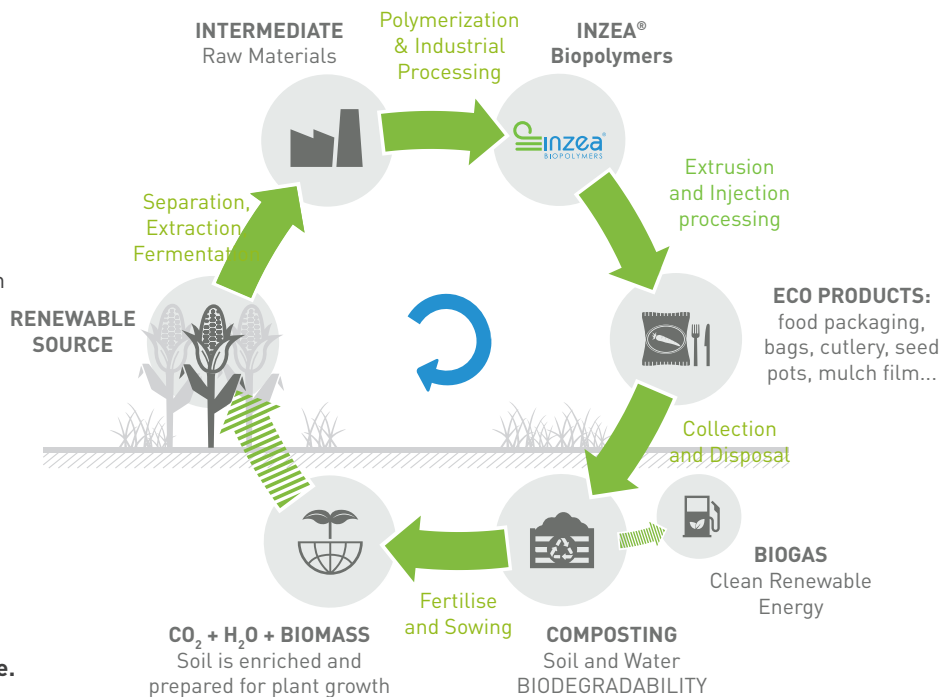 INTERMEDIATE
Raw Materials
Polymerization
& Industrial
Processing
INZEA®
Biopolymers
inzea®
BIOPOLYMERS
Separation,
Extraction
Fermentat
Extrusion
and Injection
processing
RENEWABLE
SOURCE
ECO PRODUCTS:
food packaging,
bags, cutlery, seed
pots, mulch film...
Collection
and Disposal
BIOGAS
Clean Renewable
Energy
Fertilise
and Sowing
CO₂ + H₂O + BIOMASS
Soil is enriched and
prepared for plant growth
COMPOSTING
Soil and Water
BIODEGRADABILITY
e.